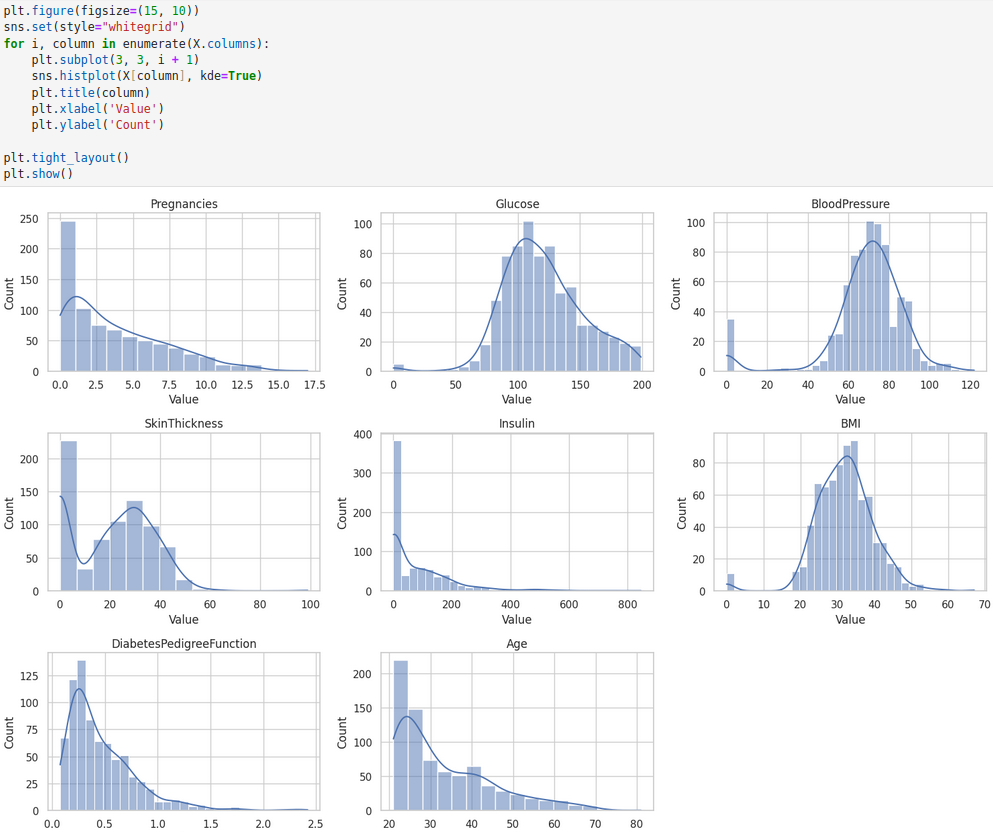 plt.figure(figsize=(15, 10))
sns.set(style="whitegrid")
for i, column in enumerate(X.columns):
    plt.subplot(3, 3, i + 1)
    sns.histplot(X[column], kde=True)
    plt.title(column)
    plt.xlabel('Value')
    plt.ylabel('Count')
plt.tight_layout()
plt.show()
Pregnancies
250
200
150
100
50
0
Count
0.0 2.5 5.0 7.5 10.0 12.5 15.0 17.5
Value
Glucose
100
80
60
40
20
0
Count
0 50 100 150 200
Value
BloodPressure
100
80
60
40
20
0
Count
0 20 40 60 80 100 120
Value
SkinThickness
200
150
100
50
0
Count
0 20 40 60 80 100
Value
Insulin
400
300
200
100
0
Count
0 200 400 600 800
Value
BMI
80
60
40
20
0
Count
0 10 20 30 40 50 60 70
Value
DiabetesPedigreeFunction
125
100
75
50
25
0
Count
0.0 0.5 1.0 1.5 2.0 2.5
Age
200
150
100
50
0
Count
20 30 40 50 60 70 80